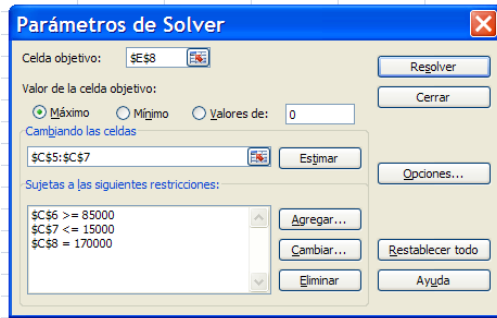 Parámetros de Solver
Celda objetivo: $E$8
Valor de la celda objetivo:
Máximo Mínimo Valores de: 0
Cambiando las celdas
$C$5:$C$7 Estimar
Sujetas a las siguientes restricciones:
$C$6 >= 85000
$C$7 <= 15000
$C$8 = 170000
Agregar...
Cambiar...
Eliminar
Resolver
Cerrar
Opciones...
Restablecer todo
Ayuda